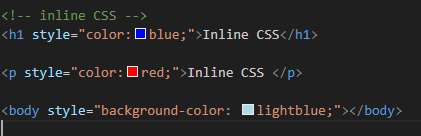 <!-- inline CSS -->
<h1 style="color:blue;">Inline CSS</h1>
<p style="color:red;">Inline CSS </p>
<body style="background-color: lightblue;"></body>